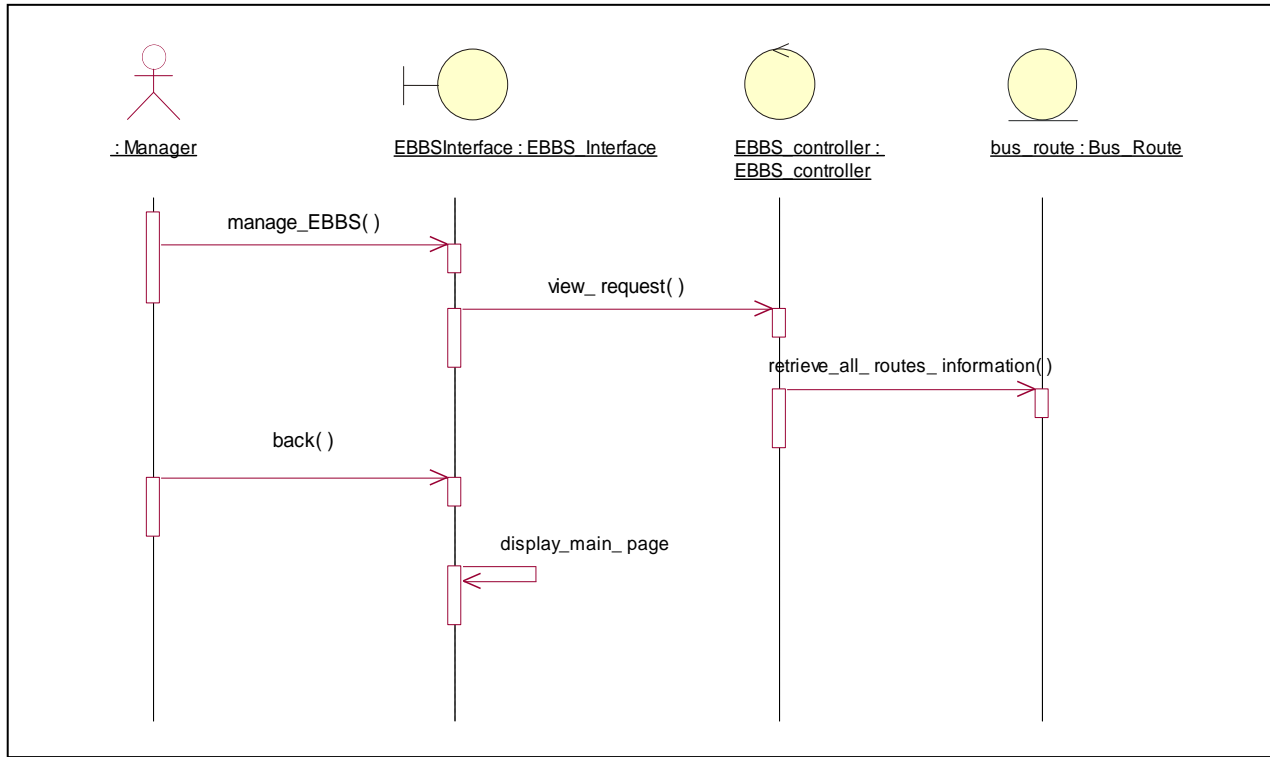 : Manager
EBBSInterface : EBBS_Interface
EBBS_controller :
EBBS_controller
bus_route : Bus_Route
manage_EBBS( )
view_ request( )
retrieve_all_ routes_ information( )
back( )
display_main_ page